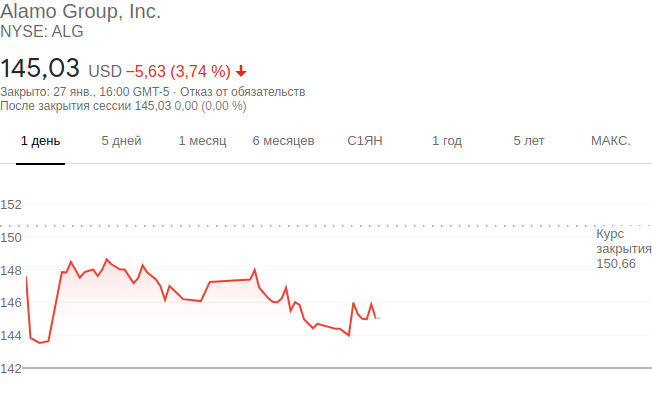 Alamo Group, Inc.
NYSE: ALG
145,03 USD −5,63 (3,74 %)
Закрыто: 27 янв., 16:00 GMT-5 · Отказ от обязательств
После закрытия сессии 145,03 0,00 (0,00 %)
1 день 5 дней 1 месяц 6 месяцев С1ЯН 1 год 5 лет МАКС.
152
150
148
146
144
142
Курс
закрытия
150,66